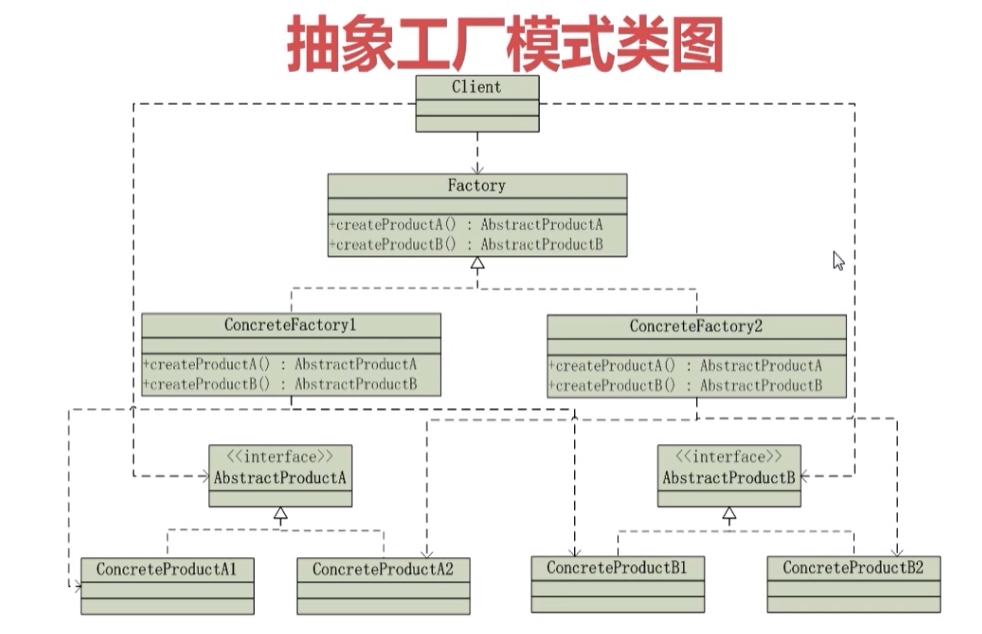 抽象工厂模式类图
Client
Factory
+createProductA() : AbstractProductA
+createProductB() : AbstractProductB
ConcreteFactory1
+createProductA() : AbstractProductA
+createProductB() : AbstractProductB
ConcreteFactory2
+createProductA() : AbstractProductA
+createProductB() : AbstractProductB
<<interface>>
AbstractProductA
<<interface>>
AbstractProductB
ConcreteProductA1
ConcreteProductA2
ConcreteProductB1
ConcreteProductB2